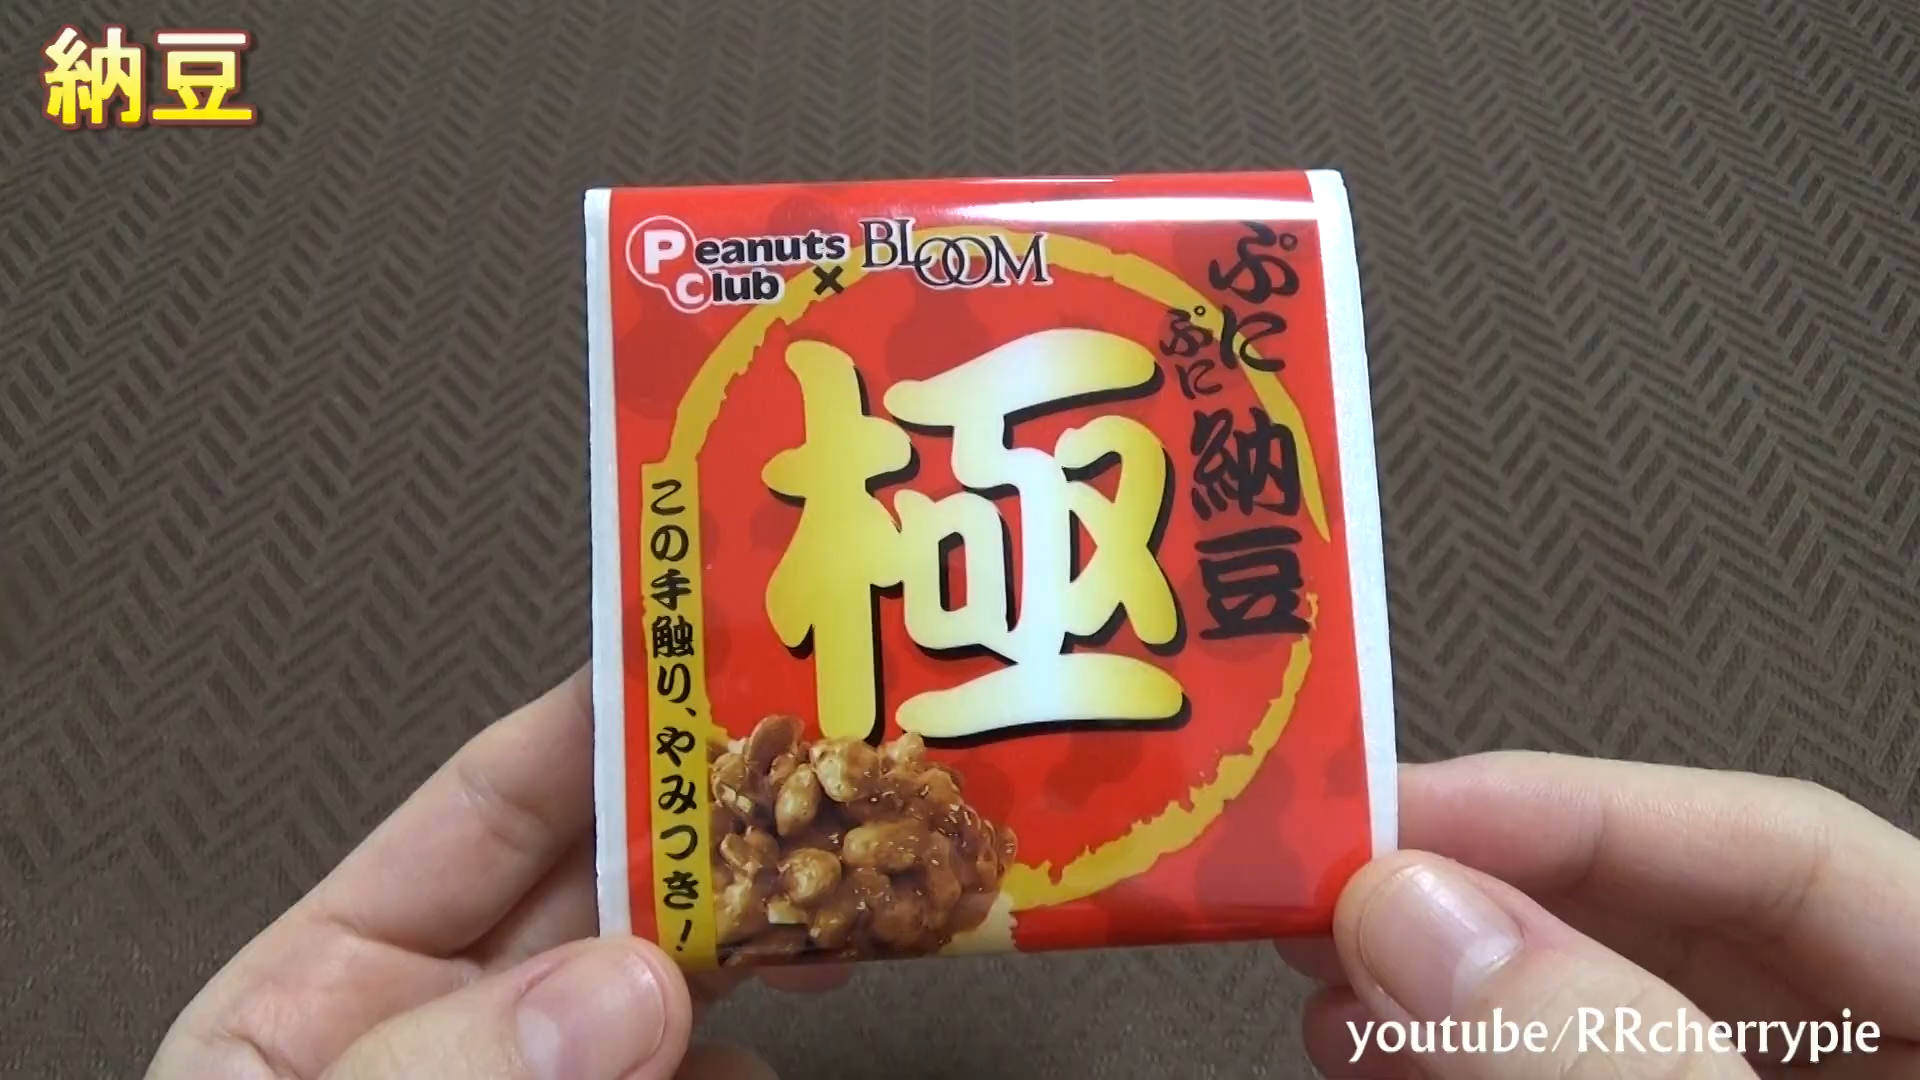 納豆
Peanuts Club × BLOOM
ぷにぷに納豆
極
この手触り、やみつき!
youtube/RRcherrypie